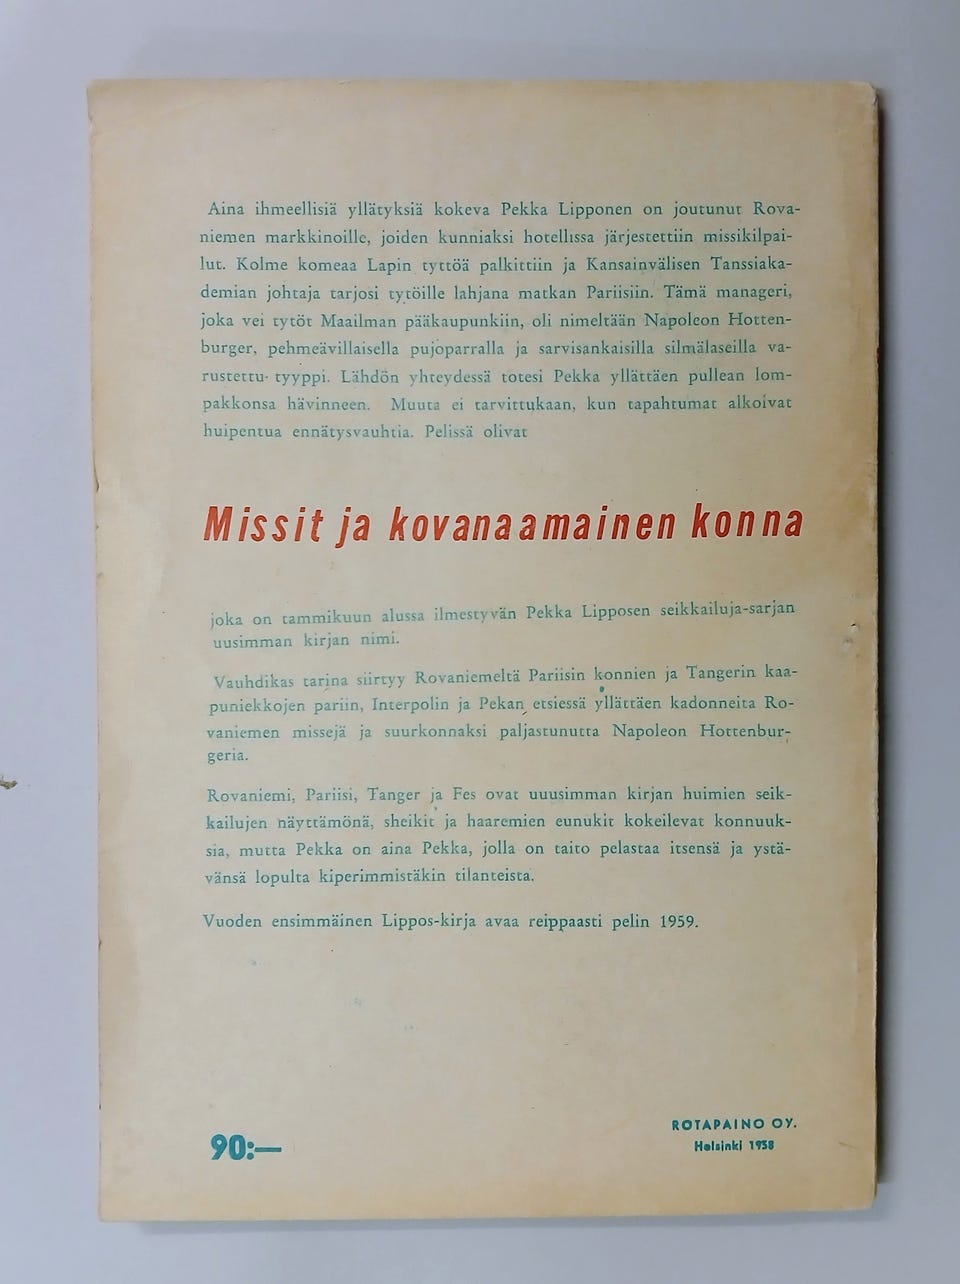 Aina ihmeellisiä yllätyksiä kokeva Pekka Lipponen on joutunut Rova-
niemen markkinoille, joiden kunniaksi hotellissa järjestettiin missikilpai-
lut. Kolme komeaa Lapin tyttöä palkittiin ja Kansainvälisen Tanssiaka-
demian johtaja tarjosi tytöille lahjana matkan Pariisiin. Tämä manageri,
joka vei tytöt Maailman pääkaupunkiin, oli nimeltään Napoleon Hotten-
burger, pehmeävillaisella pujoparralla ja sarvisankaisilla silmälaseilla va-
rustettu tyyppi. Lähdön yhteydessä totesi Pekka yllättäen pullean lom-
pakkonsa hävinneen. Muuta ei tarvittukaan, kun tapahtumat alkoivat
huipentua ennätysvauhtia. Pelissä olivat
Missit ja kovanaamainen konna
joka on tammikuun alussa ilmestyvän Pekka Lipposen seikkailuja-sarjan
uusimman kirjan nimi.
Vauhdikas tarina siirtyy Rovaniemeltä Pariisin konnien ja Tangerin kaa-
puniekkojen pariin, Interpolin ja Pekan etsiessä yllättäen kadonneita Ro-
vaniemen missejä ja suurkonnaksi paljastunutta Napoleon Hottenbur-
geria.
Rovaniemi, Pariisi, Tanger ja Fes ovat uuusimman kirjan huimien seik-
kailujen näyttämönä, sheikit ja haaremien eunukit kokeilevat konnuuk-
sia, mutta Pekka on aina Pekka, jolla on taito pelastaa itsensä ja ystä-
vänsä lopulta kiperimmistäkin tilanteista.
Vuoden ensimmäinen Lippos-kirja avaa reippaasti pelin 1959.
90:—
ROTAPAINO OY.
Helsinki 1958